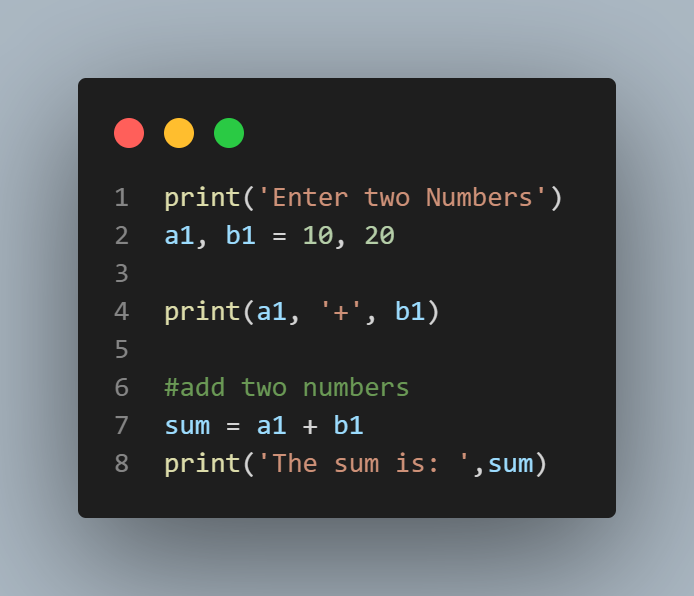 1 print('Enter two Numbers')
2 a1, b1 = 10, 20
3
4 print(a1, '+', b1)
5
6 #add two numbers
7 sum = a1 + b1
8 print('The sum is: ',sum)